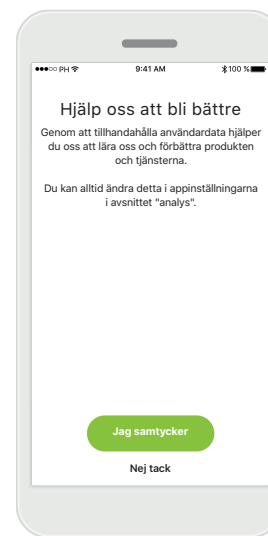 PH 9:41 AM 100 %
Hjälp oss att bli bättre
Genom att tillhandahålla användardata hjälper
du oss att lära oss och förbättra produkten
och tjänsterna.
Du kan alltid ändra detta i appinställningarna
i avsnittet "analys".
Jag samtycker
Nej tack